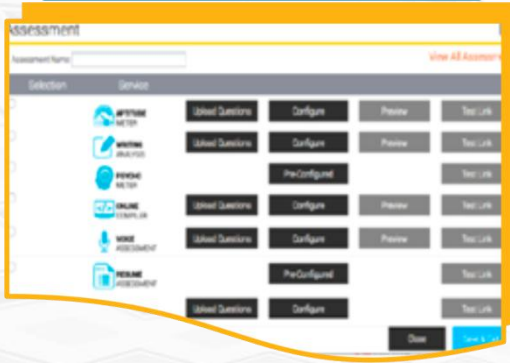 Assessment
Assessment Name
View All Assessm
Selection Service
APTITUDE
METER
Upload Questions Configure Preview Test Link
WRITING
ANALYSIS
Upload Questions Configure Preview Test Link
PSYCHO
METER
Pre-Configured Test Link
ONLINE
COMPILER
Upload Questions Configure Preview Test Link
VOICE
ASSESSMENT
Upload Questions Configure Preview Test Link
RESUME
ASSESSMENT
Pre-Configured Test Link
Upload Questions Configure Test Link
Close Save &